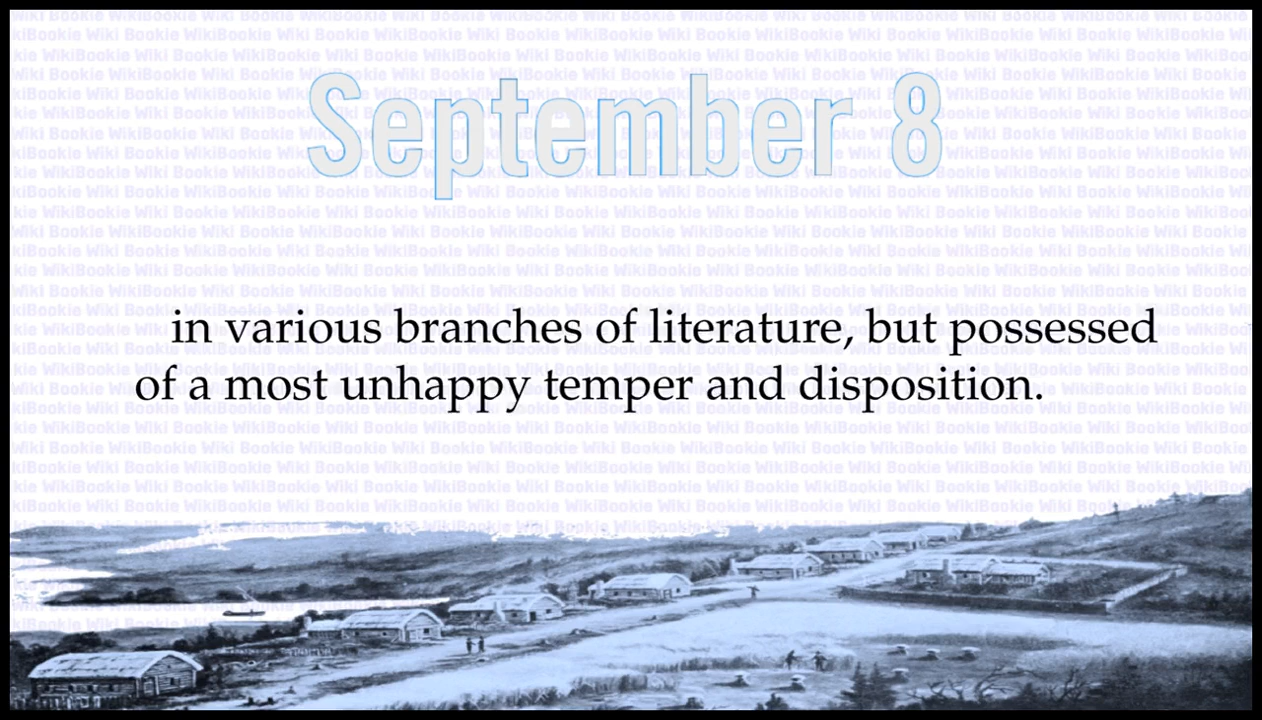 September 8
in various branches of literature, but possessed
of a most unhappy temper and disposition.